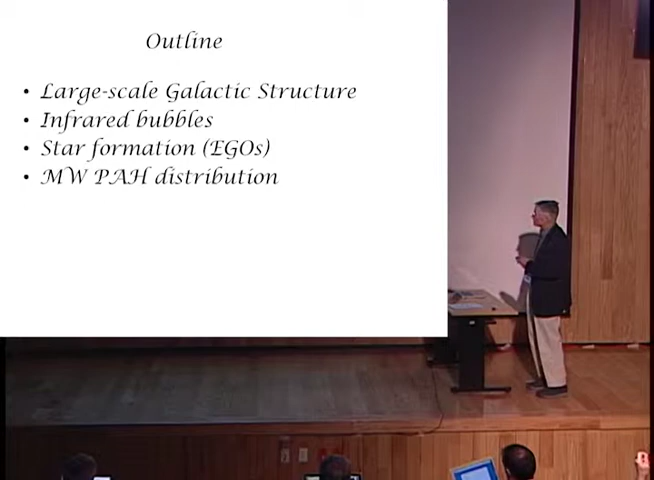 Outline
• Large-scale Galactic Structure
• Infrared bubbles
• Star formation (EGOs)
• MW PAH distribution